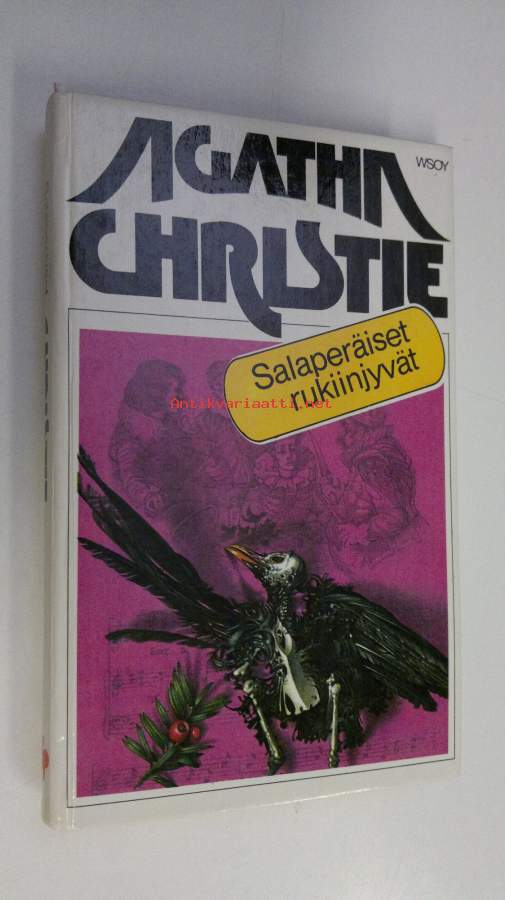 AGATHA
WSOY
CHRISTIE
Salaperäiset
rukiinjyvät
Antikvariaatti.net